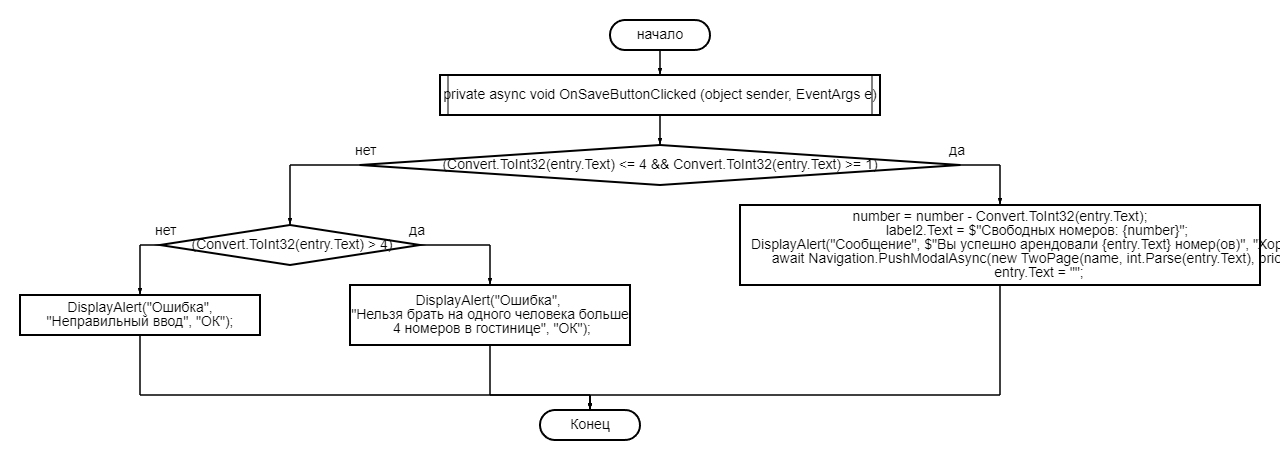 начало
private async void OnSaveButtonClicked (object sender, EventArgs e)
нет
да
(Convert.ToInt32(entry.Text) <= 4 && Convert.ToInt32(entry.Text) >= 1)
нет
да
(Convert.ToInt32(entry.Text) > 4)
number = number - Convert.ToInt32(entry.Text);
label2.Text = $"Свободных номеров: {number}";
DisplayAlert("Сообщение", $"Вы успешно арендовали {entry.Text} номер(ов)",
await Navigation.PushModalAsync(new TwoPage(name, int.Parse(entry.Text),
entry.Text = "";
DisplayAlert("Ошибка",
"Неправильный ввод", "ОК");
DisplayAlert("Ошибка",
"Нельзя брать на одного человека больше
4 номеров в гостинице", "ОК");
Конец